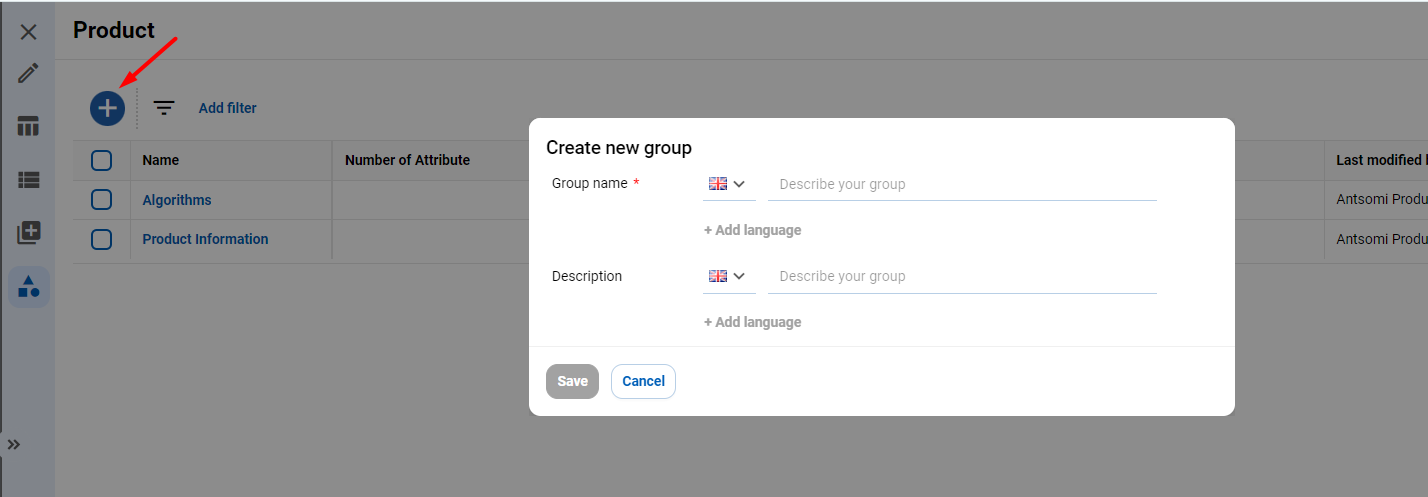 Product
Add filter
Name Number of Attribute Last modified
Algorithms Antsomi Produ
Product Information Antsomi Produ
Create new group
Group name * Describe your group
+ Add language
Description Describe your group
+ Add language
Save Cancel